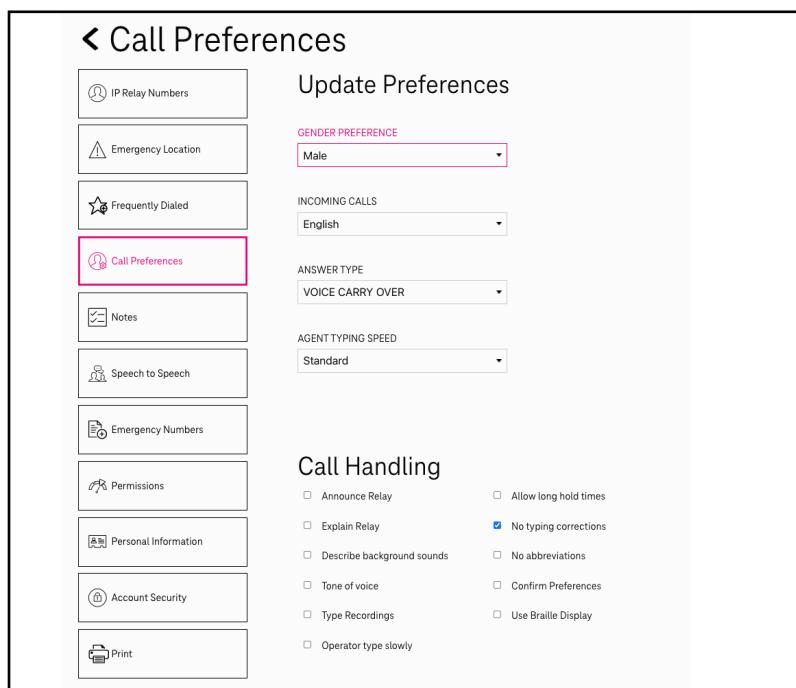 Call Preferences
IP Relay Numbers
Emergency Location
Frequently Dialed
Call Preferences
Notes
Speech to Speech
Emergency Numbers
Permissions
Personal Information
Account Security
Print
Update Preferences
GENDER PREFERENCE
Male
INCOMING CALLS
English
ANSWER TYPE
VOICE CARRY OVER
AGENT TYPING SPEED
Standard
Call Handling
Announce Relay
Explain Relay
Describe background sounds
Tone of voice
Type Recordings
Operator type slowly
Allow long hold times
No typing corrections
No abbreviations
Confirm Preferences
Use Braille Display